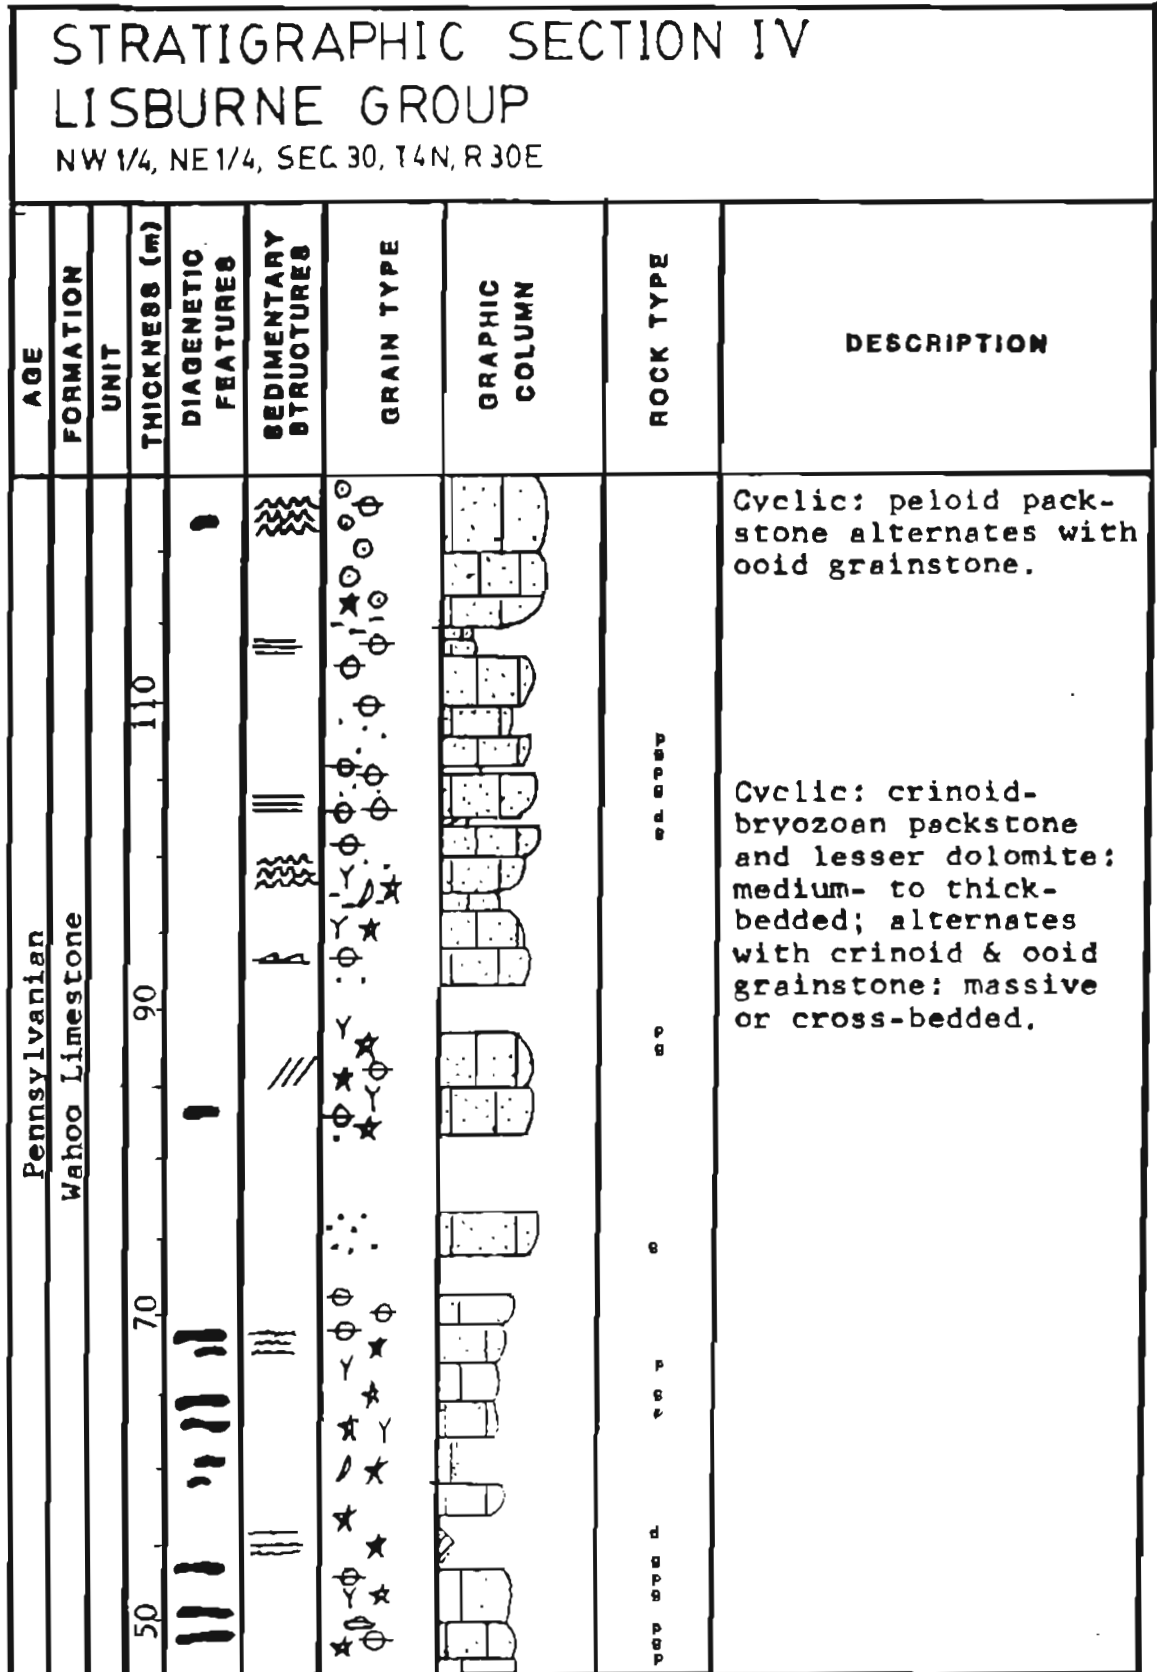 STRATIGRAPHIC SECTION IV
LISBURNE GROUP
NW 1/4, NE 1/4, SEC. 30, T4N, R30E
AGE
FORMATION
UNIT
THICKNESS (m)
DIAGENETIC
FEATURES
SEDIMENTARY
STRUCTURES
GRAIN TYPE
GRAPHIC
COLUMN
ROCK TYPE
DESCRIPTION
Pennsylvanian
Wahoo Limestone
110
90
70
50
p
g
p
g
d
g
p
g
g
p
g
d
g
p
g
p
g
p
Cyclic: peloid pack-
stone alternates with
ooid grainstone.
Cyclic: crinoid-
bryozoan packstone
and lesser dolomite:
medium- to thick-
bedded; alternates
with crinoid & ooid
grainstone: massive
or cross-bedded.